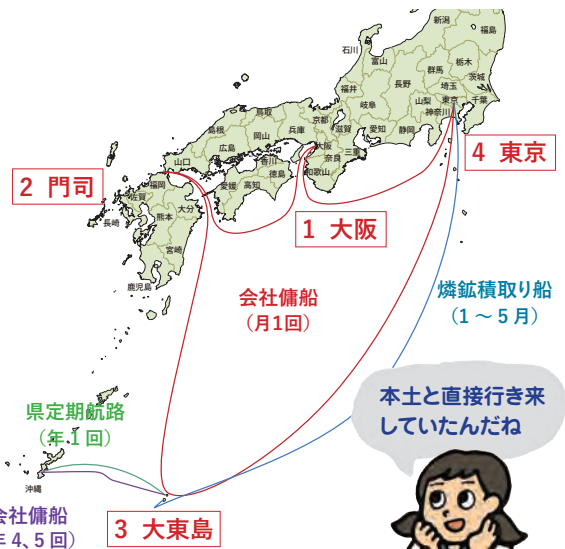 新潟
福島
石川
富山
栃木
群馬
茨城
長野
福井
埼玉
岐阜
山梨
東京
千葉
神奈川
鳥取
京都
島根
岡山
兵庫
滋賀
愛知
静岡
広島
大阪
三重
山口
奈良
香川
和歌山
徳島
愛媛
高知
福岡
佐賀
大分
長崎
熊本
宮崎
鹿児島
4 東京
2 門司
1 大阪
会社傭船
(月1回)
燐鉱積取り船
(1 ~ 5 月)
本土と直接行き来
していたんだね
県定期航路
(年 1 回)
沖縄
会社傭船
年 4、5 回)
3 大東島